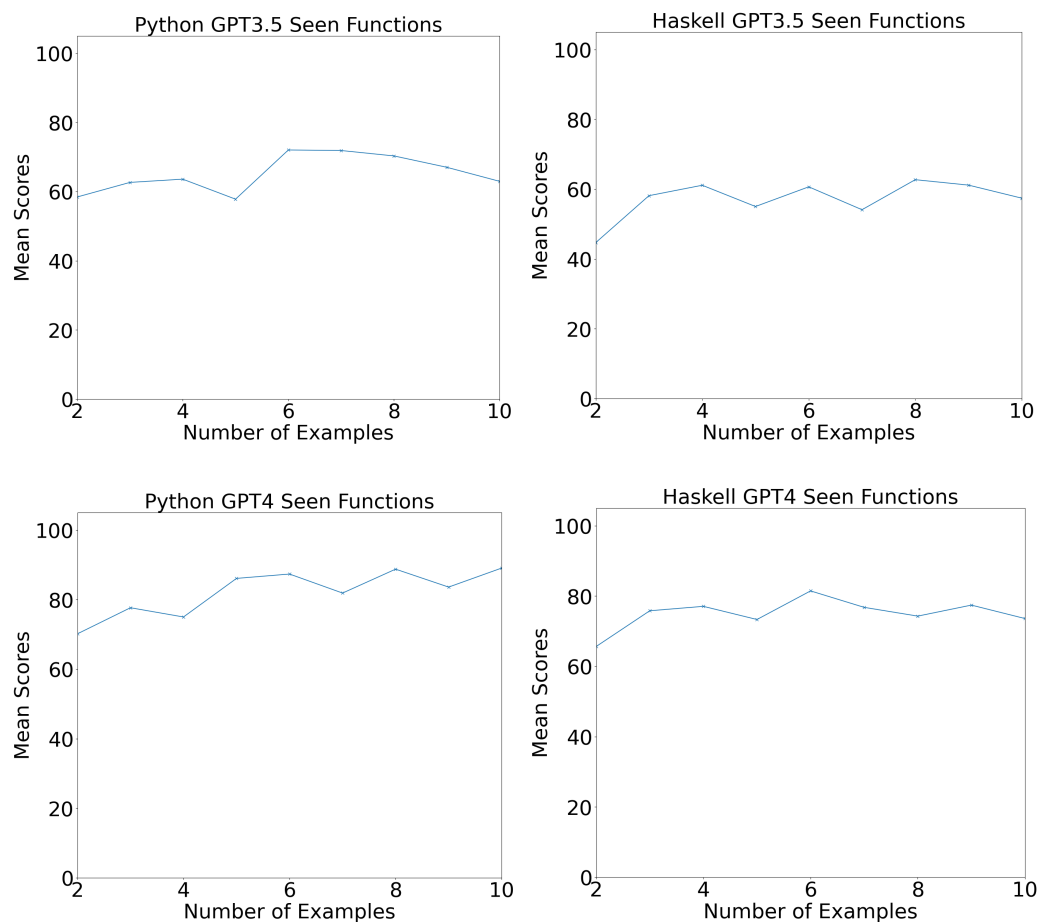 Python GPT3.5 Seen Functions
100
80
60
40
20
0
2 4 6 8 10
Mean Scores
Number of Examples
Haskell GPT3.5 Seen Functions
100
80
60
40
20
0
2 4 6 8 10
Mean Scores
Number of Examples
Python GPT4 Seen Functions
100
80
60
40
20
0
2 4 6 8 10
Mean Scores
Number of Examples
Haskell GPT4 Seen Functions
100
80
60
40
20
0
2 4 6 8 10
Mean Scores
Number of Examples